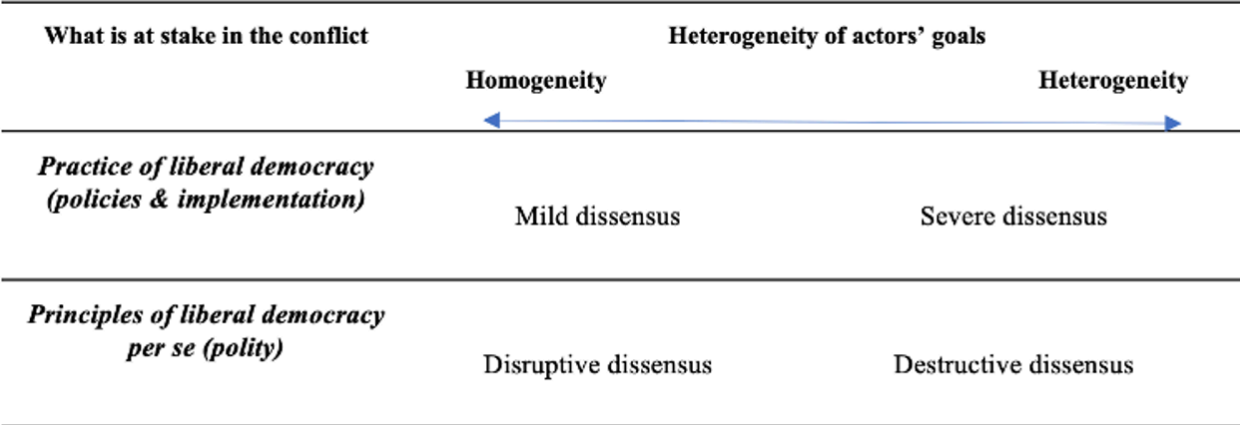 What is at stake in the conflict
Heterogeneity of actors’ goals
Homogeneity
Heterogeneity
Practice of liberal democracy
(policies & implementation)
Mild dissensus
Severe dissensus
Principles of liberal democracy
per se (polity)
Disruptive dissensus
Destructive dissensus